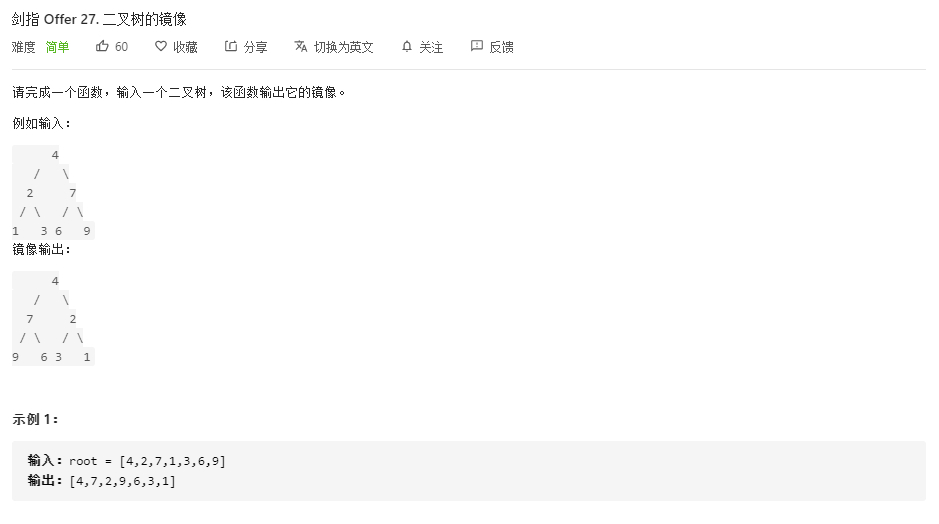 剑指 Offer 27. 二叉树的镜像
难度 简单 60 收藏 分享 切换为英文 关注 反馈
请完成一个函数，输入一个二叉树，该函数输出它的镜像。
例如输入：
     4
   /   \
  2     7
 / \   / \
1   3 6   9
镜像输出：
     4
   /   \
  7     2
 / \   / \
9   6 3   1
示例 1：
输入：root = [4,2,7,1,3,6,9]
输出：[4,7,2,9,6,3,1]